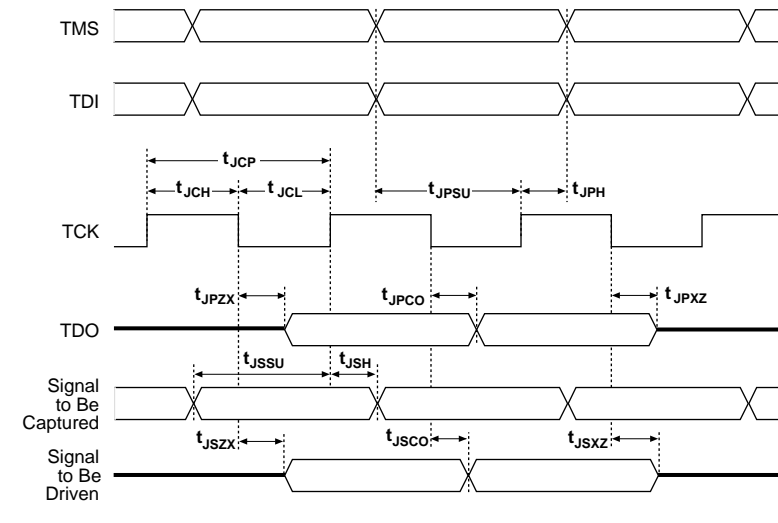 TMS
TDI
tJCP
tJCH tJCL tJPSU tJPH
TCK
tJPZX tJPCO tJPXZ
TDO
tJSSU tJSH
Signal
to Be
Captured
tJSZX tJSCO tJSXZ
Signal
to Be
Driven